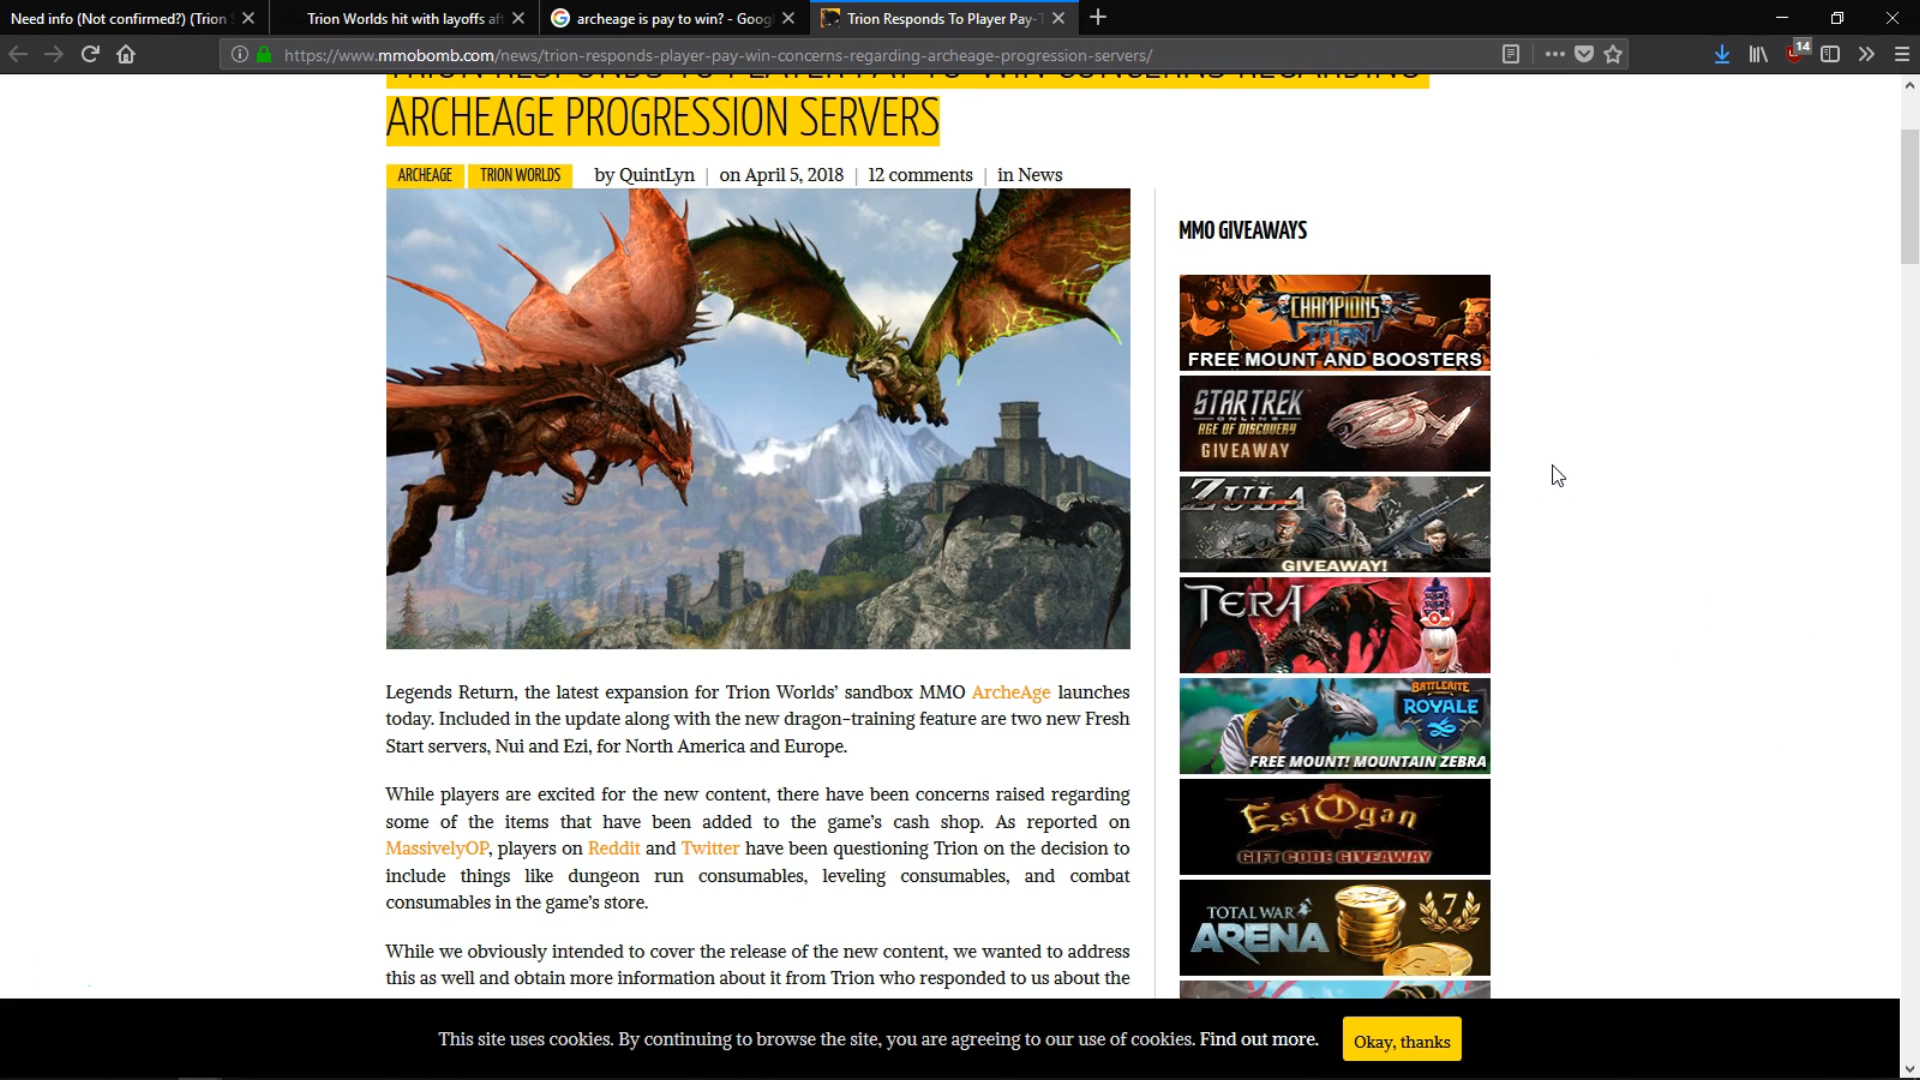 Need info (Not confirmed?) (Trion S
Trion Worlds hit with layoffs af
archeage is pay to win? - Goog
Trion Responds To Player Pay-T
https://www.mmobomb.com/news/trion-responds-player-pay-win-concerns-regarding-archeage-progression-servers/
14
TRION RESPONDS TO PLAYER PAY-TO-WIN CONCERNS REGARDING
ARCHEAGE PROGRESSION SERVERS
ARCHEAGE TRION WORLDS by QuintLyn | on April 5, 2018 | 12 comments | in News
MMO GIVEAWAYS
CHAMPIONS
TITAN
FREE MOUNT AND BOOSTERS
STAR TREK
ONLINE
AGE OF DISCOVERY
GIVEAWAY
ZULA
GIVEAWAY!
TERA
BATTLERITE
ROYALE
FREE MOUNT! MOUNTAIN ZEBRA
EstOgan
GIFT CODE GIVEAWAY
TOTAL WAR
ARENA
7
Legends Return, the latest expansion for Trion Worlds’ sandbox MMO ArcheAge launches
today. Included in the update along with the new dragon-training feature are two new Fresh
Start servers, Nui and Ezi, for North America and Europe.
While players are excited for the new content, there have been concerns raised regarding
some of the items that have been added to the game’s cash shop. As reported on
MassivelyOP, players on Reddit and Twitter have been questioning Trion on the decision to
include things like dungeon run consumables, leveling consumables, and combat
consumables in the game’s store.
While we obviously intended to cover the release of the new content, we wanted to address
this as well and obtain more information about it from Trion who responded to us about the
This site uses cookies. By continuing to browse the site, you are agreeing to our use of cookies. Find out more.
Okay, thanks